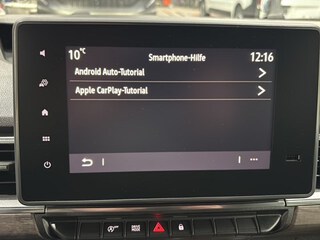 10°C Smartphone-Hilfe 12:16
Android Auto-Tutorial
Apple CarPlay-Tutorial